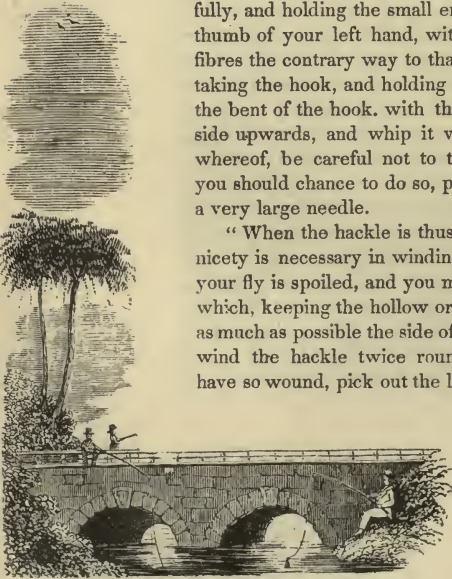 fully, and holding the small e
thumb of your left hand, wit
fibres the contrary way to tha
taking the hook, and holding
the bent of the hook. with th
side upwards, and whip it v
whereof, be careful not to t
you should chance to do so, p
a very large needle.
“ When the hackle is thus
nicety is necessary in windin
your fly is spoiled, and you m
which, keeping the hollow or
as much as possible the side of
wind the hackle twice roun
have so wound, pick out the l